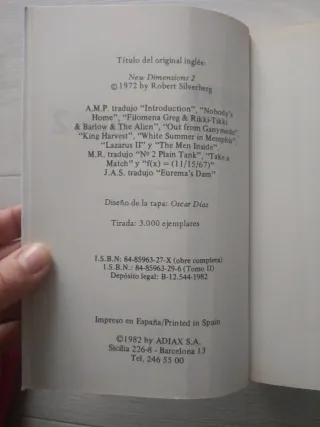 Título del original inglés:
New Dimensions 2
©1972 by Robert Silverberg
A.M.P. tradujo "Introduction", "Nobody's
Home", "Filomena Greg & Rikki-Tikki
& Barlow & The Alien", "Out from Ganymede"
"King Harvest", "White Summer in Memphis"
"Lazarus II" y "The Men Inside".
M.R. tradujo "Nº 2 Plain Tank", "Take a
Match" y "f(x) = (11/15/67)"
J.A.S. tradujo "Eurema's Dam"
Diseño de la tapa: Oscar Días
Tirada: 3.000 ejemplares
I.S.B.N: 84-85963-27-X (obre completa)
I.S.B.N.: 84-85963-29-6 (Tomo II)
Depósito legal: B-12.544-1982
Impreso en España/Printed in Spain
©1982 by ADIAX S.A.
Sicilia 226-8 - Barcelona 13
Tel. 246 55 00